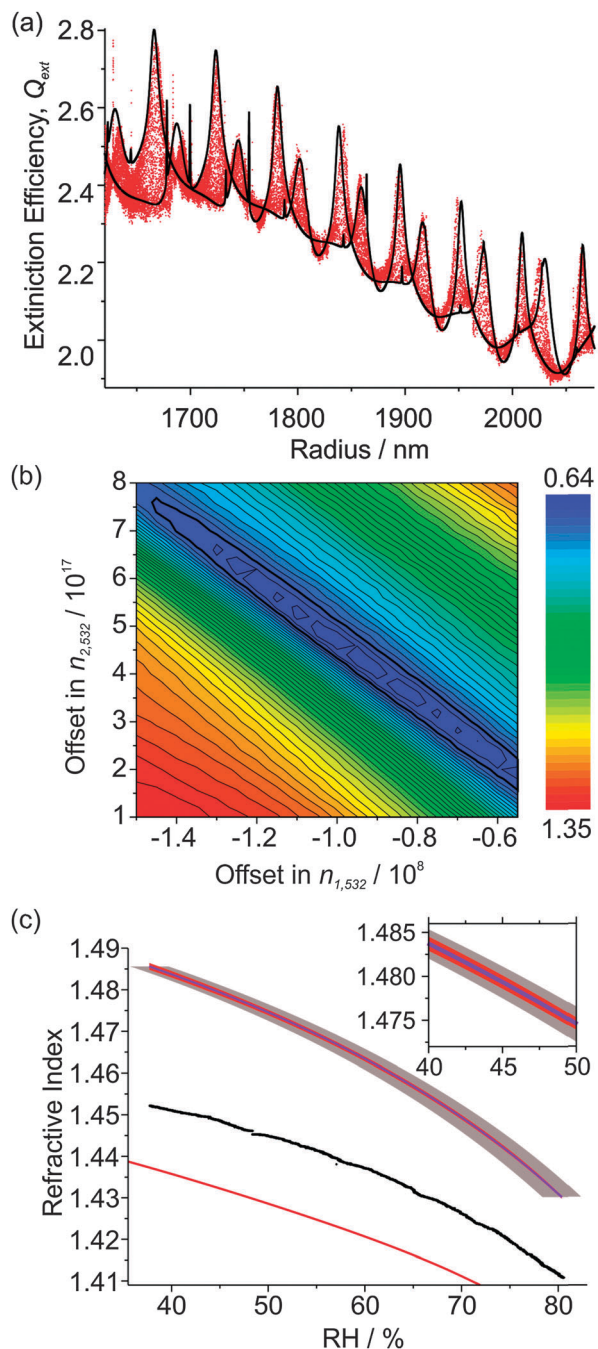 (a)
2.8
2.6
2.4
2.2
2.0
Extinction Efficiency, Qext
1700 1800 1900 2000
Radius / nm
(b)
8
7
6
5
4
3
2
1
Offset in n2,532 / 10^17
-1.4 -1.2 -1.0 -0.8 -0.6
Offset in n1,532 / 10^8
0.64
1.35
(c)
1.49
1.48
1.47
1.46
1.45
1.44
1.43
1.42
1.41
Refractive Index
40 50 60 70 80
RH / %
1.485
1.480
1.475
40 45 50